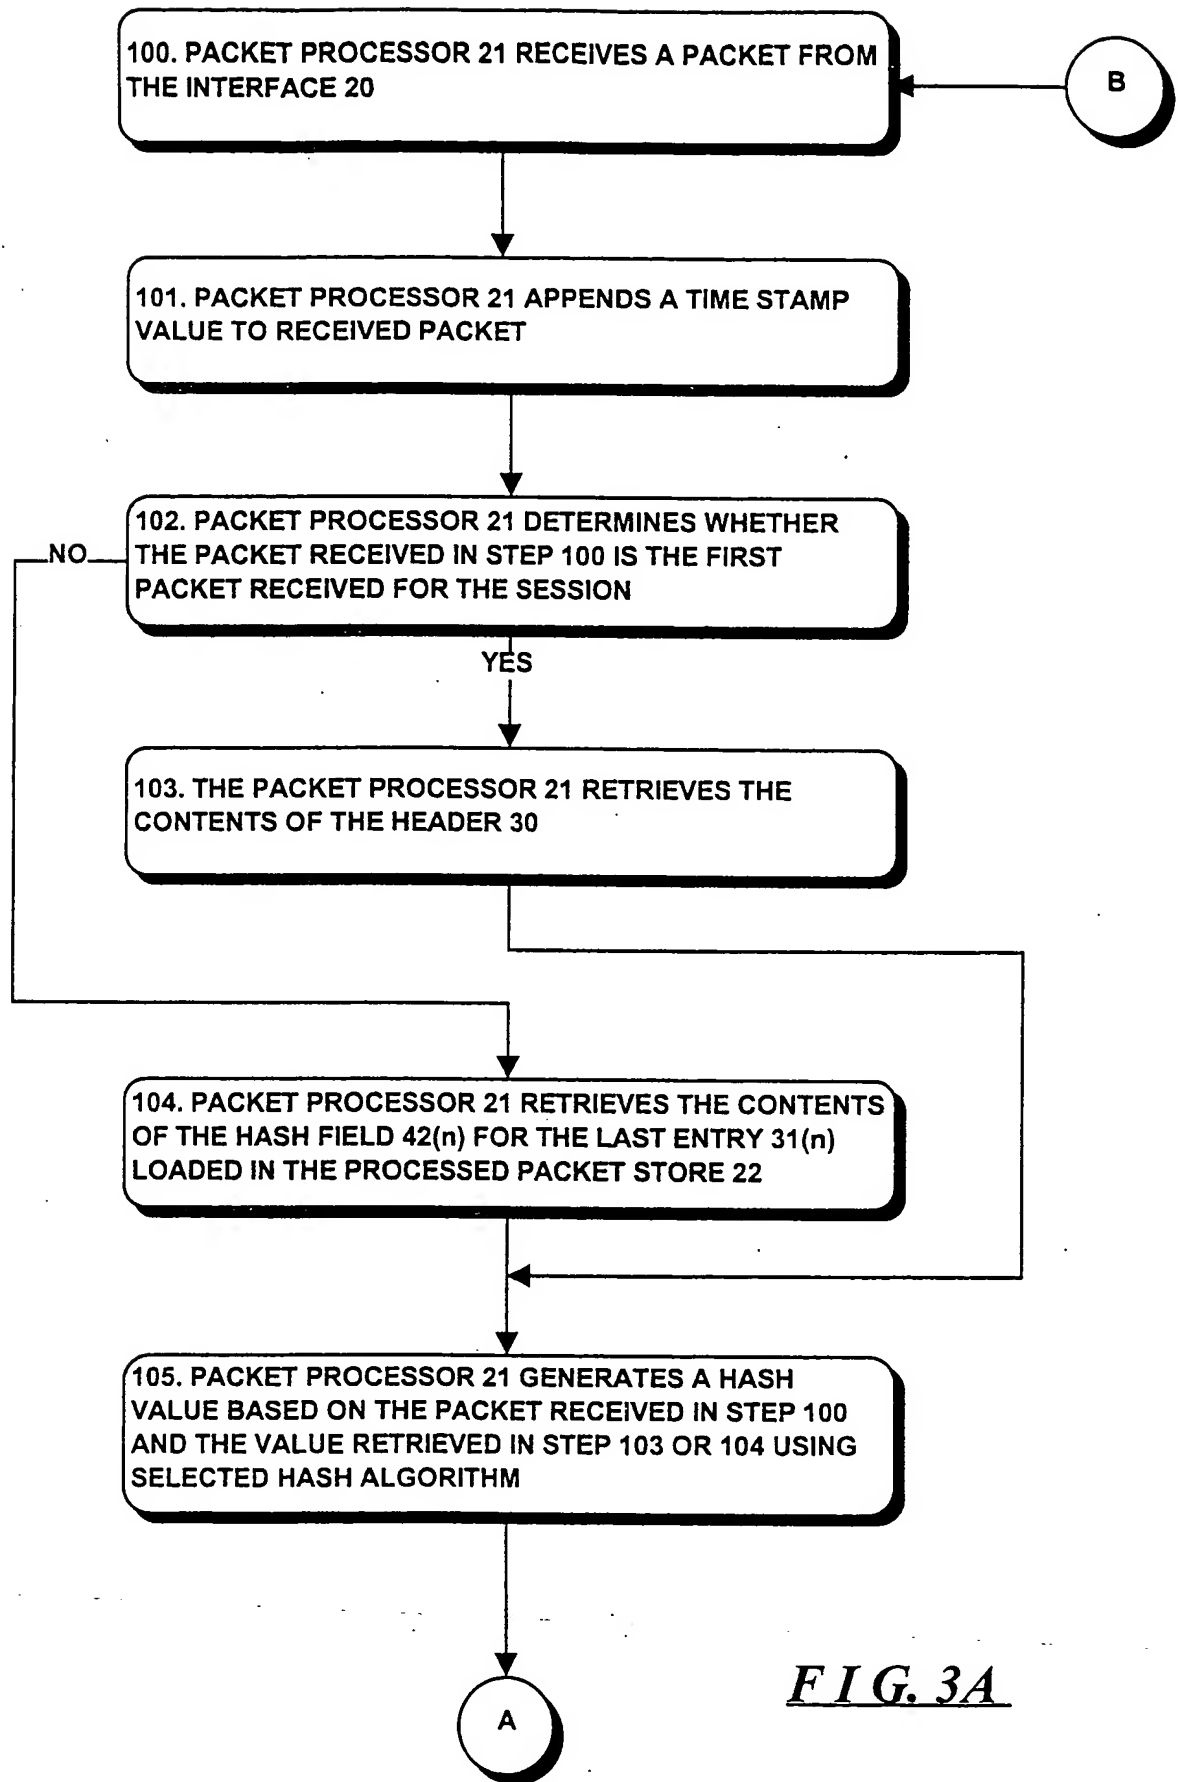 100. PACKET PROCESSOR 21 RECEIVES A PACKET FROM
THE INTERFACE 20
B
101. PACKET PROCESSOR 21 APPENDS A TIME STAMP
VALUE TO RECEIVED PACKET
102. PACKET PROCESSOR 21 DETERMINES WHETHER
THE PACKET RECEIVED IN STEP 100 IS THE FIRST
PACKET RECEIVED FOR THE SESSION
NO
YES
103. THE PACKET PROCESSOR 21 RETRIEVES THE
CONTENTS OF THE HEADER 30
104. PACKET PROCESSOR 21 RETRIEVES THE CONTENTS
OF THE HASH FIELD 42(n) FOR THE LAST ENTRY 31(n)
LOADED IN THE PROCESSED PACKET STORE 22
105. PACKET PROCESSOR 21 GENERATES A HASH
VALUE BASED ON THE PACKET RECEIVED IN STEP 100
AND THE VALUE RETRIEVED IN STEP 103 OR 104 USING
SELECTED HASH ALGORITHM
A
FIG. 3A